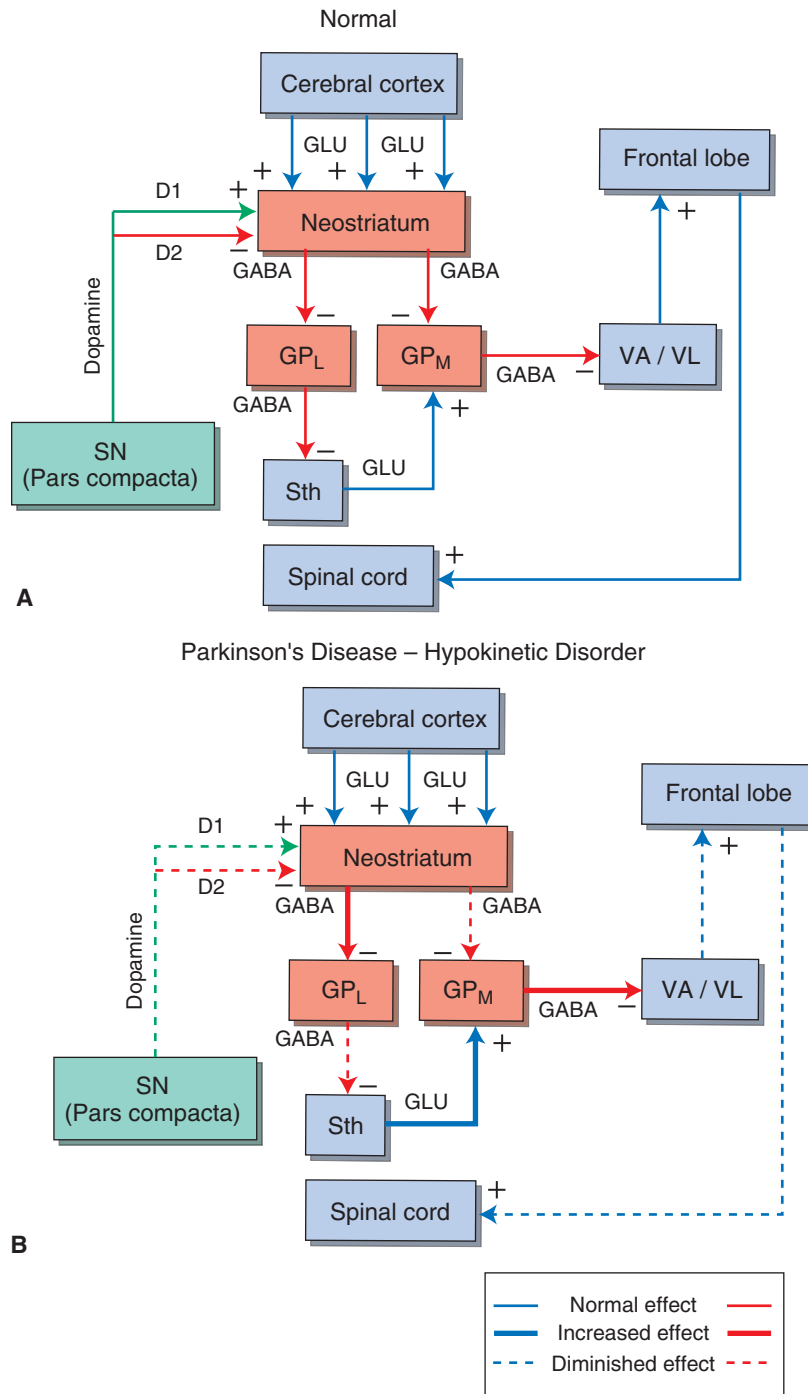 Normal
Cerebral cortex
GLU GLU
+ + +
Frontal lobe
+
D1
+
Neostriatum
D2
−
GABA GABA
Dopamine
− −
GPL GPM
GABA
−
VA / VL
GABA
+
−
SN
(Pars compacta)
Sth
GLU
+
Spinal cord
A
Parkinson's Disease – Hypokinetic Disorder
Cerebral cortex
GLU GLU
+ + +
Frontal lobe
+
D1
+
Neostriatum
D2
−
GABA GABA
Dopamine
− −
GPL GPM
GABA
−
VA / VL
GABA
+
−
SN
(Pars compacta)
Sth
GLU
+
Spinal cord
B
Normal effect
Increased effect
Diminished effect